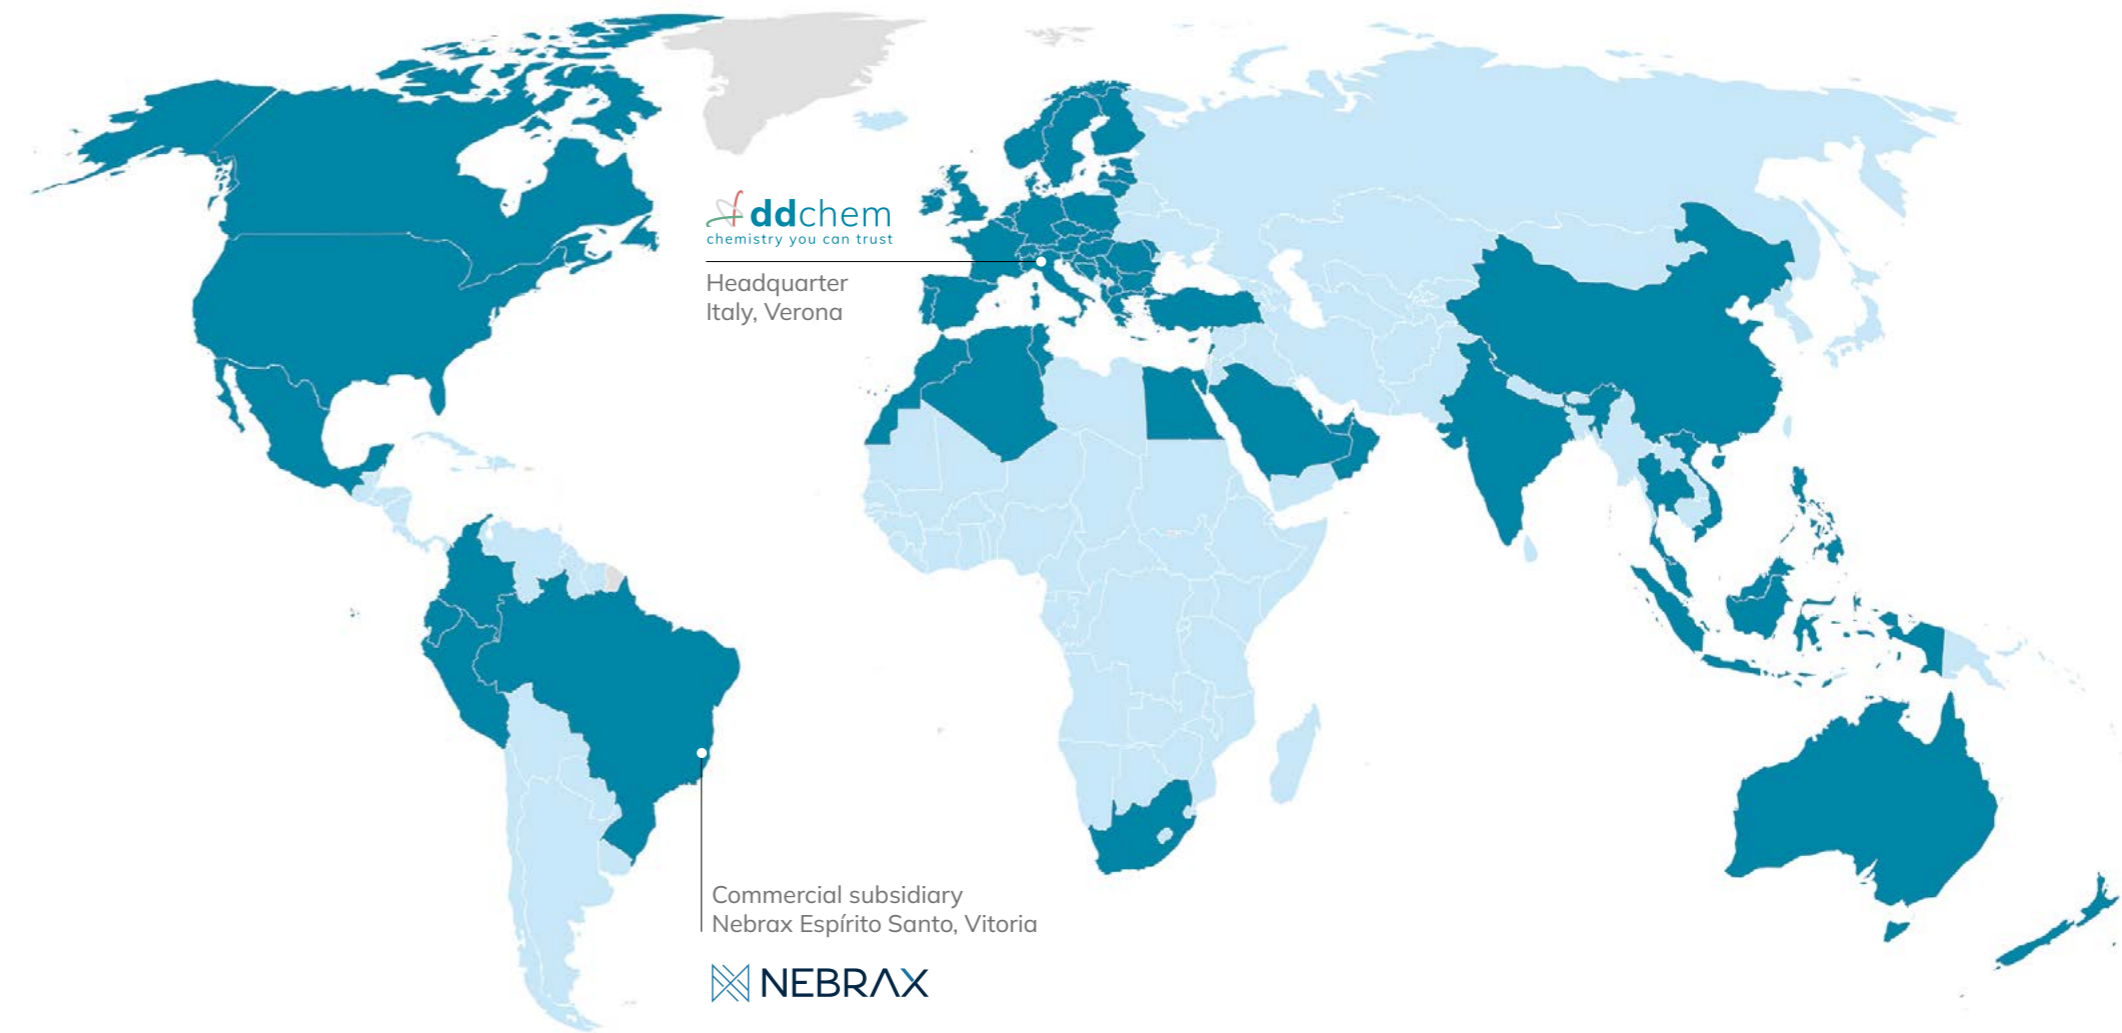 ddchem
chemistry you can trust
Headquarter
Italy, Verona
Commercial subsidiary
Nebrax Espírito Santo, Vitoria
NEBRAX